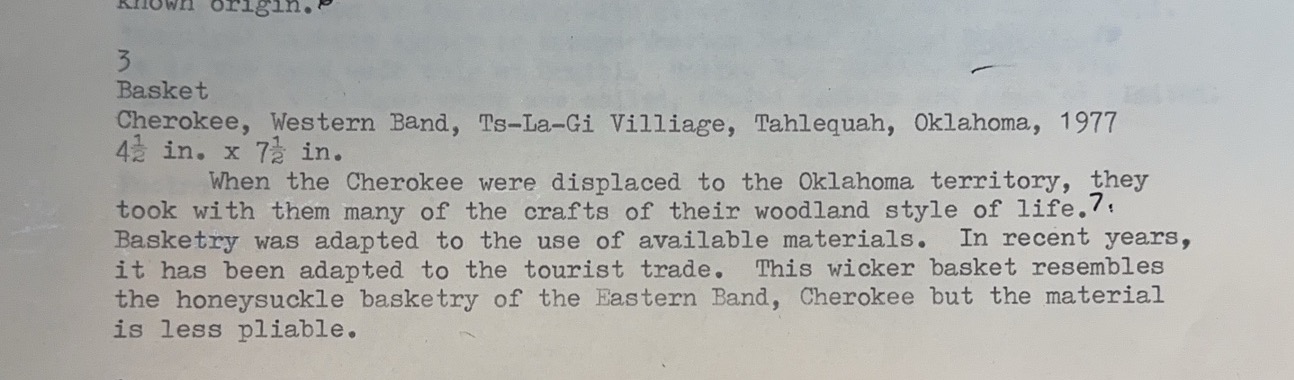 known origin.
3
Basket
Cherokee, Western Band, Ts-La-Gi Villiage, Tahlequah, Oklahoma, 1977
4½ in. x 7½ in.
When the Cherokee were displaced to the Oklahoma territory, they
took with them many of the crafts of their woodland style of life.7.
Basketry was adapted to the use of available materials. In recent years,
it has been adapted to the tourist trade. This wicker basket resembles
the honeysuckle basketry of the Eastern Band, Cherokee but the material
is less pliable.